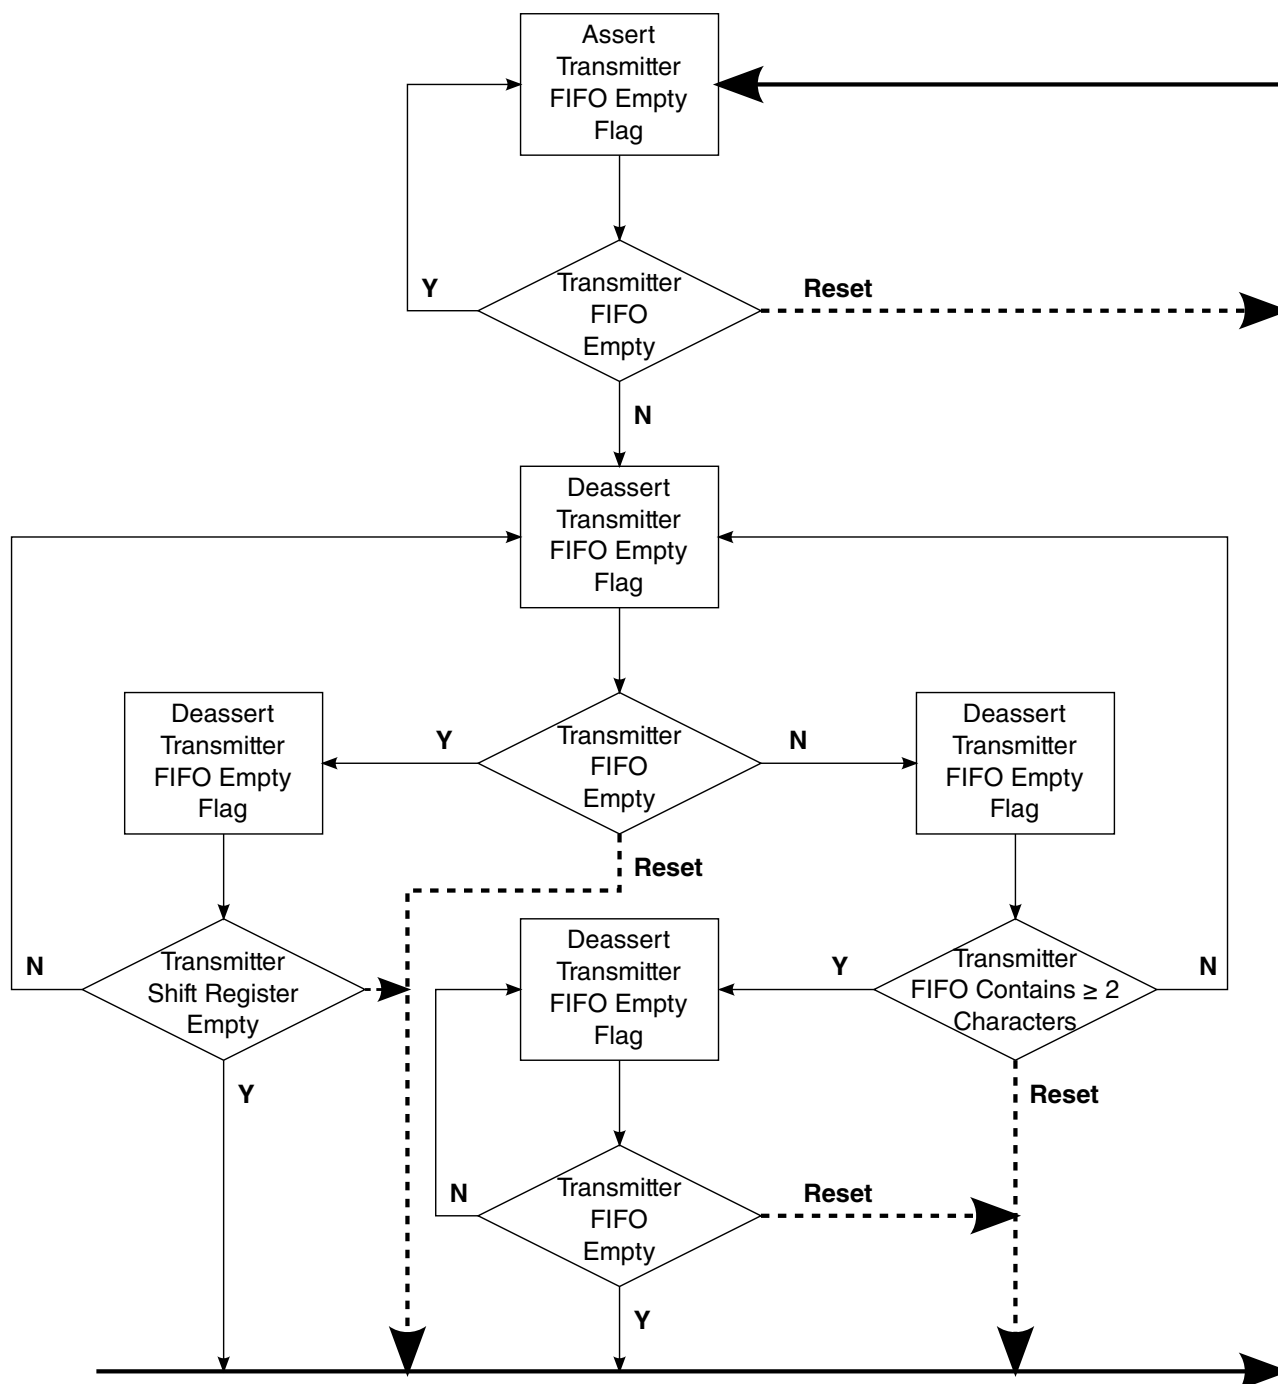 Assert
Transmitter
FIFO Empty
Flag
Y
Transmitter
FIFO
Empty
Reset
N
Deassert
Transmitter
FIFO Empty
Flag
Deassert
Transmitter
FIFO Empty
Flag
Y
Transmitter
FIFO
Empty
N
Deassert
Transmitter
FIFO Empty
Flag
Reset
N
Transmitter
Shift Register
Empty
Deassert
Transmitter
FIFO Empty
Flag
Y
Transmitter
FIFO Contains ≥ 2
Characters
N
Y
Reset
N
Transmitter
FIFO
Empty
Reset
Y